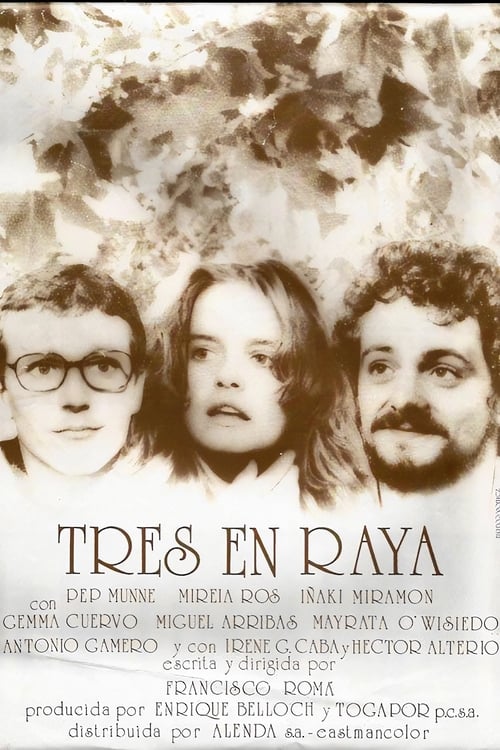 TRES EN RAYA
PEP MUNNE MIREIA ROS IÑAKI MIRAMON
con
GEMMA CUERVO MIGUEL ARRIBAS MAYRATA O'WISIEDO
ANTONIO GAMERO y con IRENE G. CABA y HECTOR ALTERIO
escrita y dirigida por
FRANCISCO ROMA
producida por ENRIQUE BELLOCH y TOGAPOR p.c.s.a.
distribuida por ALENDA s.a.-castmancolor